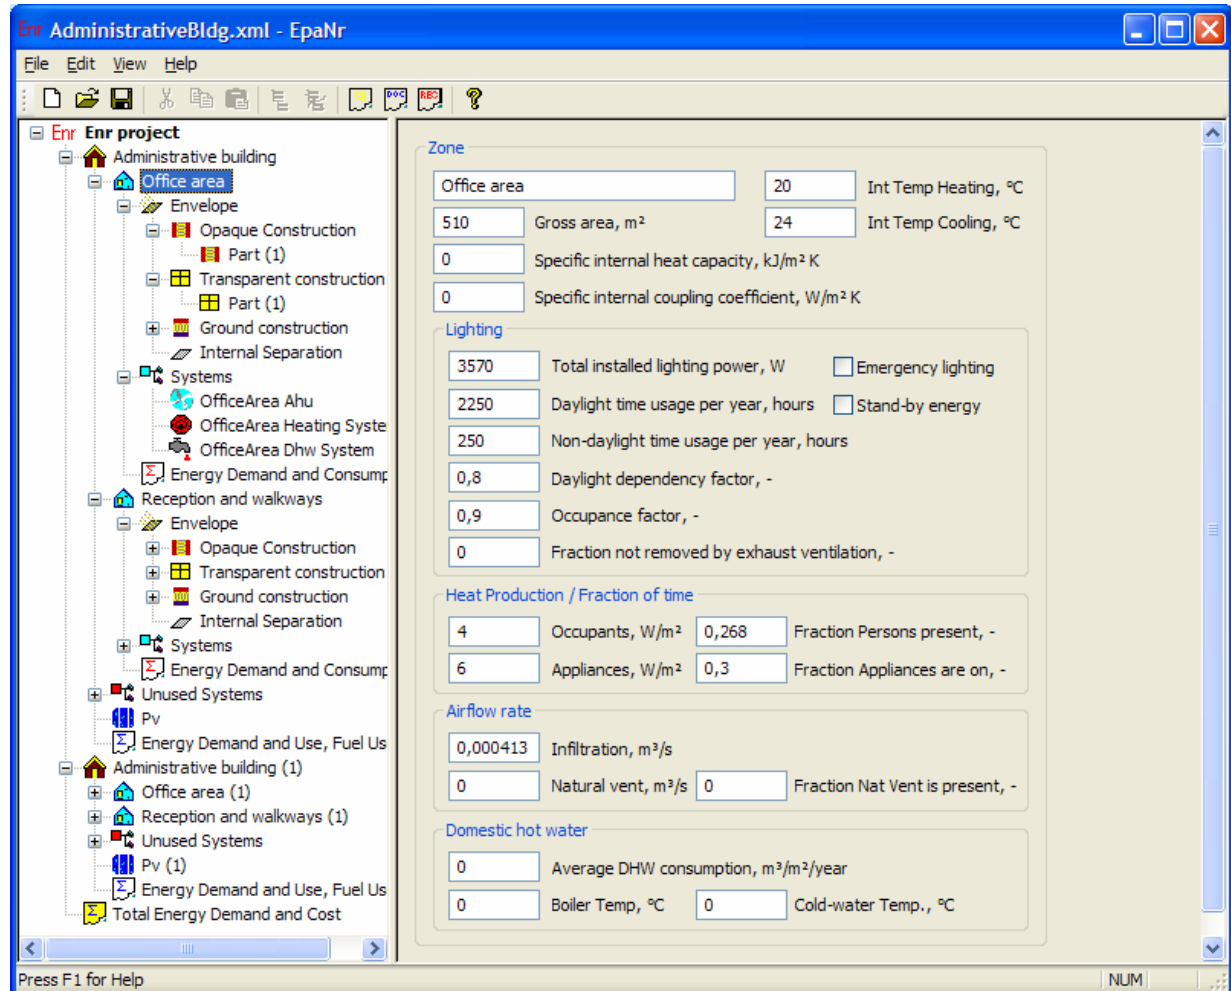 Enr AdministrativeBldg.xml - EpaNr
File Edit View Help
DOC REC
Enr Enr project
Administrative building
Office area
Envelope
Opaque Construction
Part (1)
Transparent construction
Part (1)
Ground construction
Internal Separation
Systems
OfficeArea Ahu
OfficeArea Heating Syste
OfficeArea Dhw System
Energy Demand and Consump
Reception and walkways
Envelope
Opaque Construction
Transparent construction
Ground construction
Internal Separation
Systems
Energy Demand and Consump
Unused Systems
Pv
Energy Demand and Use, Fuel Us
Administrative building (1)
Office area (1)
Reception and walkways (1)
Unused Systems
Pv (1)
Energy Demand and Use, Fuel Us
Total Energy Demand and Cost
Zone
Office area 20 Int Temp Heating, ºC
510 Gross area, m² 24 Int Temp Cooling, ºC
0 Specific internal heat capacity, kJ/m² K
0 Specific internal coupling coefficient, W/m² K
Lighting
3570 Total installed lighting power, W Emergency lighting
2250 Daylight time usage per year, hours Stand-by energy
250 Non-daylight time usage per year, hours
0,8 Daylight dependency factor, -
0,9 Occupance factor, -
0 Fraction not removed by exhaust ventilation, -
Heat Production / Fraction of time
4 Occupants, W/m² 0,268 Fraction Persons present, -
6 Appliances, W/m² 0,3 Fraction Appliances are on, -
Airflow rate
0,000413 Infiltration, m³/s
0 Natural vent, m³/s 0 Fraction Nat Vent is present, -
Domestic hot water
0 Average DHW consumption, m³/m²/year
0 Boiler Temp, ºC 0 Cold-water Temp., ºC
Press F1 for Help NUM